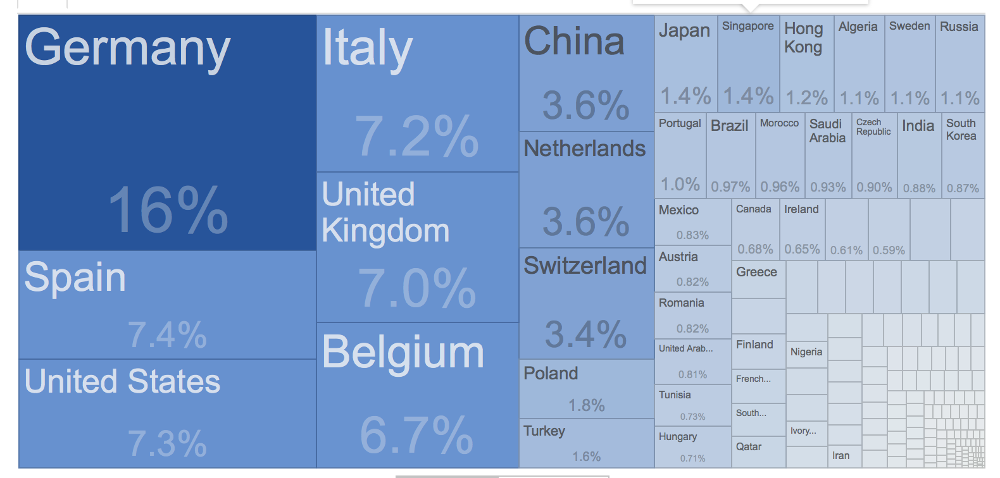 Germany
16%
Spain
7.4%
United States
7.3%
Italy
7.2%
United
Kingdom
7.0%
Belgium
6.7%
China
3.6%
Netherlands
3.6%
Switzerland
3.4%
Poland
1.8%
Turkey
1.6%
Japan
1.4%
Singapore
1.4%
Hong
Kong
1.2%
Algeria
1.1%
Sweden
1.1%
Russia
1.1%
Portugal
1.0%
Brazil
0.97%
Morocco
0.96%
Saudi
Arabia
0.93%
Czech
Republic
0.90%
India
0.88%
South
Korea
0.87%
Mexico
0.83%
Austria
0.82%
Romania
0.82%
United Arab...
0.81%
Tunisia
0.73%
Hungary
0.71%
Canada
0.68%
Ireland
0.65%
0.61%
0.59%
Greece
Finland
French...
South...
Qatar
Nigeria
Ivory...
Iran